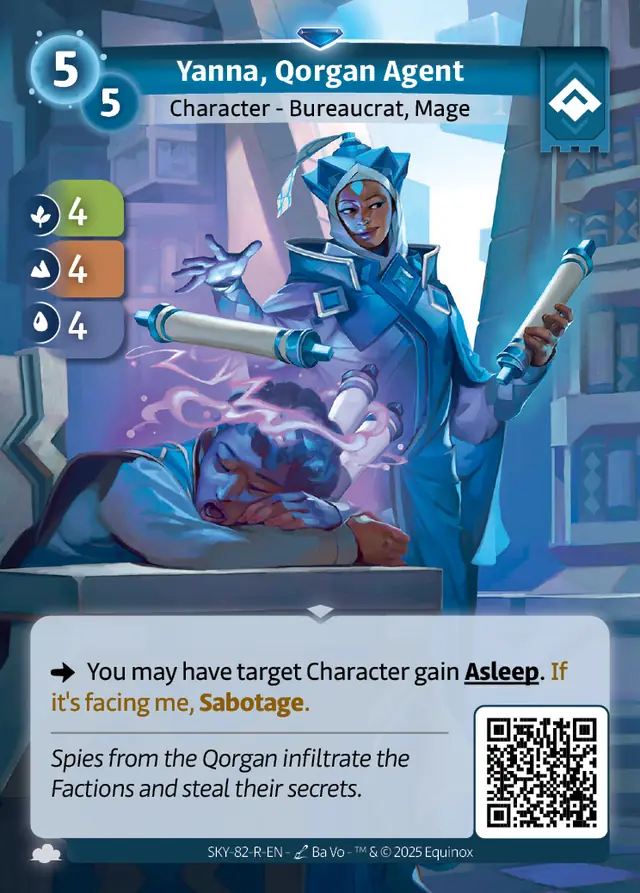 5
5
Yanna, Qorgan Agent
Character - Bureaucrat, Mage
4
4
4
You may have target Character gain Asleep. If
it's facing me, Sabotage.
Spies from the Qorgan infiltrate the
Factions and steal their secrets.
SKY-82-R-EN - Ba Vo - ™ & © 2025 Equinox